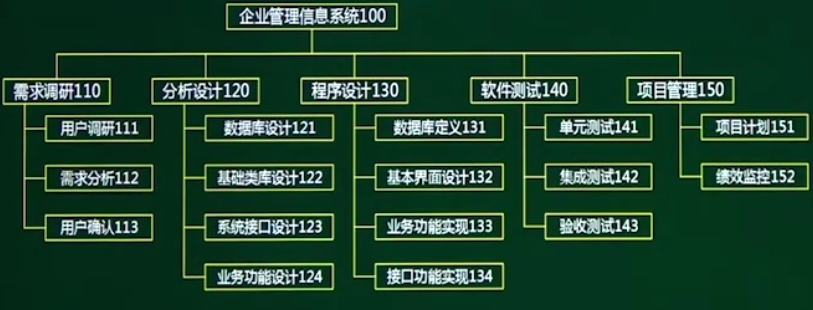 企业管理信息系统100
需求调研110
分析设计120
程序设计130
软件测试140
项目管理150
用户调研111
需求分析112
用户确认113
数据库设计121
基础类库设计122
系统接口设计123
业务功能设计124
数据库定义131
基本界面设计132
业务功能实现133
接口功能实现134
单元测试141
集成测试142
验收测试143
项目计划151
绩效监控152